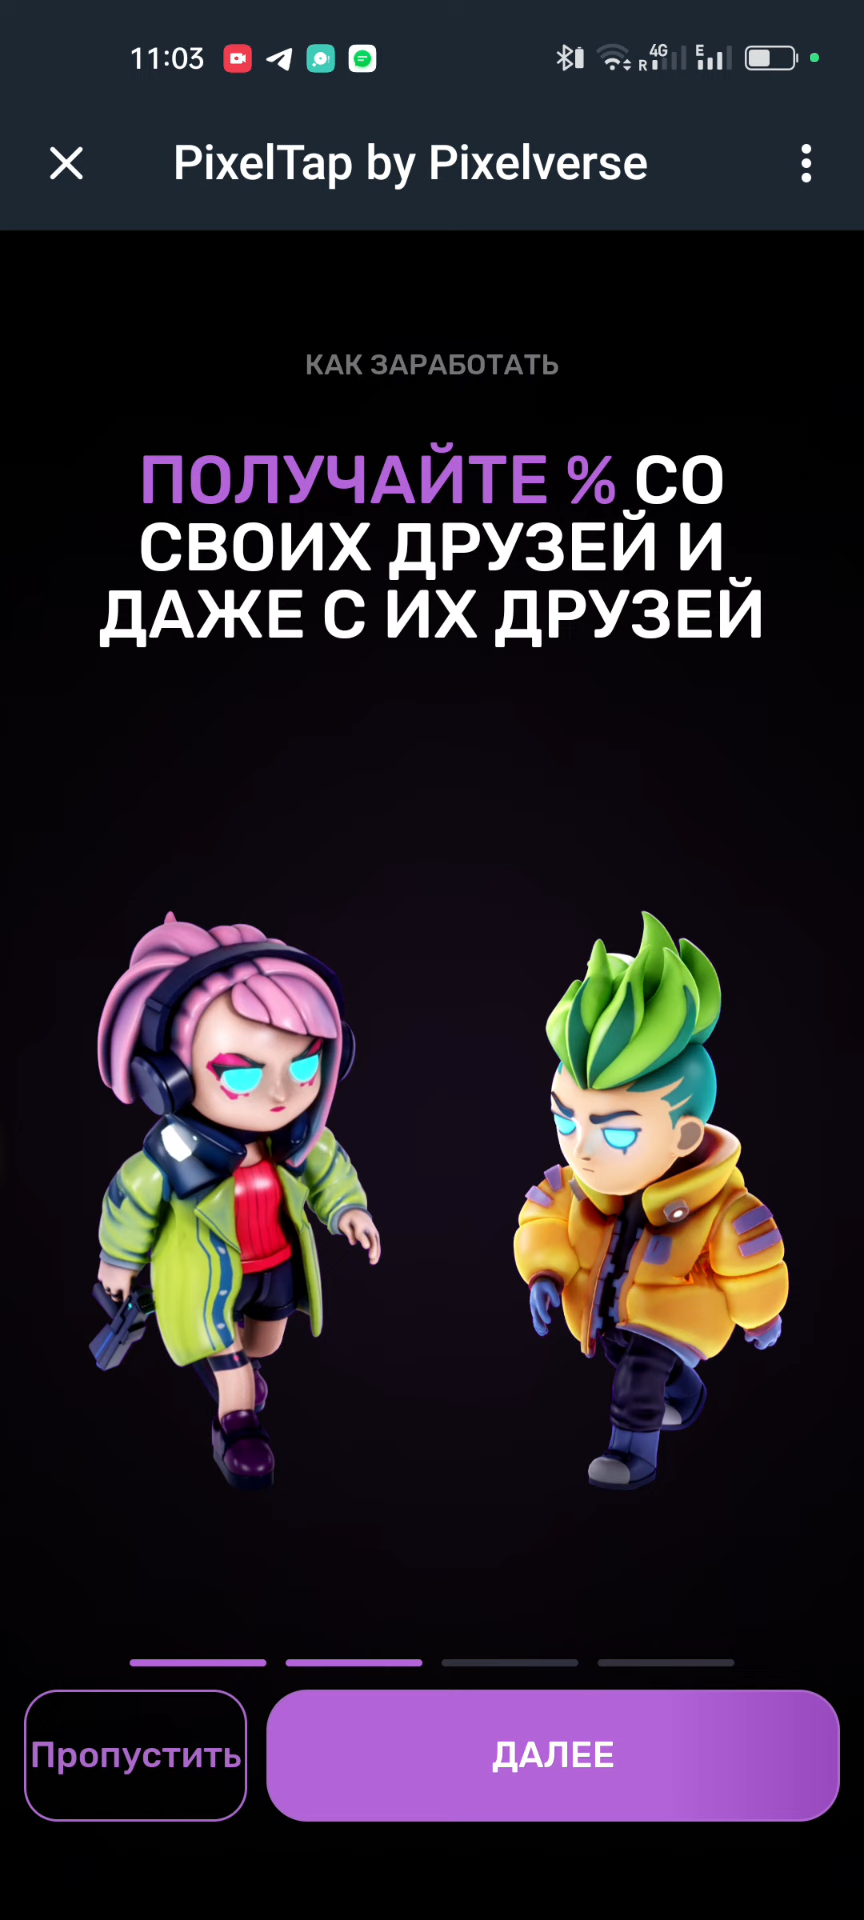 11:03
4G
R
E
PixelTap by Pixelverse
КАК ЗАРАБОТАТЬ
ПОЛУЧАЙТЕ % СО
СВОИХ ДРУЗЕЙ И
ДАЖЕ С ИХ ДРУЗЕЙ
Пропустить
ДАЛЕЕ